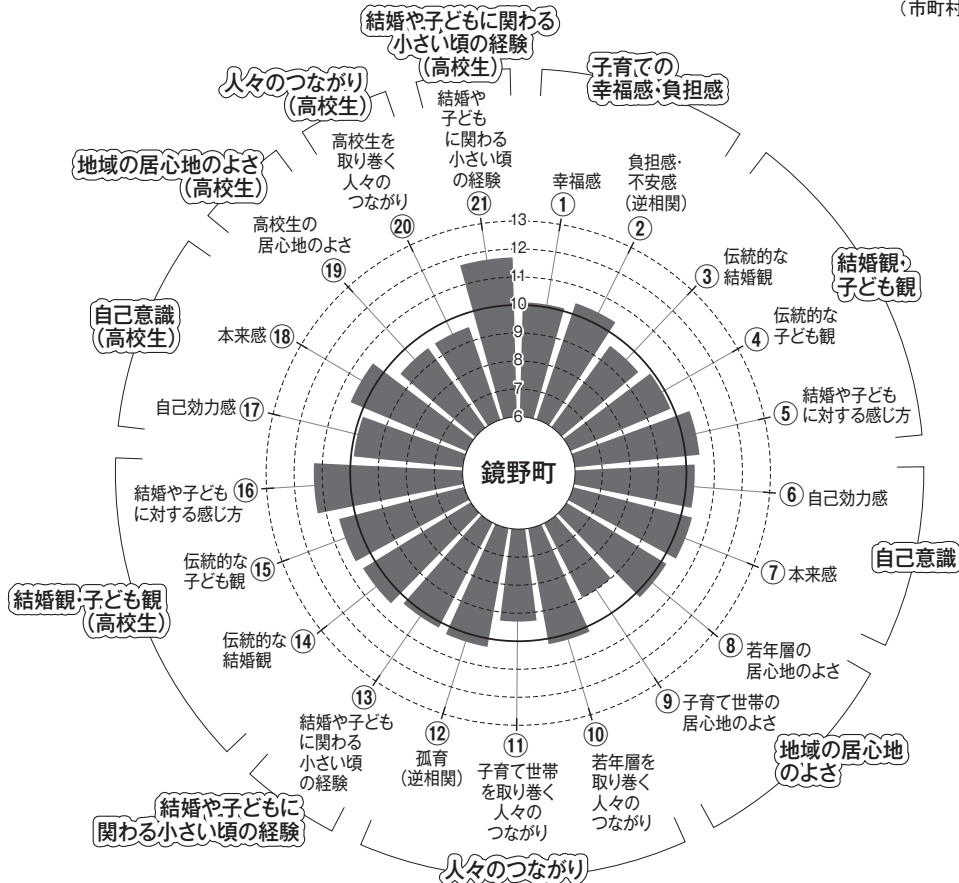 （市町村
結婚や子どもに関わる
小さい頃の経験
（高校生）
子育ての
幸福感・負担感
結婚観・
子ども観
自己意識
地域の居心地
のよさ
人々のつながり
結婚や子どもに
関わる小さい頃の経験
結婚観・子ども観
（高校生）
自己意識
（高校生）
地域の居心地のよさ
（高校生）
人々のつながり
（高校生）
幸福感
①
負担感・
不安感
（逆相関）
②
③ 伝統的な
結婚観
④ 伝統的な
子ども観
⑤ 結婚や子ども
に対する感じ方
⑥ 自己効力感
⑦ 本来感
⑧ 若年層の
居心地のよさ
⑨ 子育て世帯の
居心地のよさ
⑩
若年層を
取り巻く
人々の
つながり
⑪
子育て世帯
を取り巻く
人々の
つながり
⑫
孤育
（逆相関）
⑬
結婚や子ども
に関わる
小さい頃
の経験
伝統的な ⑭
結婚観
伝統的な ⑮
子ども観
結婚や子ども ⑯
に対する感じ方
自己効力感 ⑰
本来感 ⑱
高校生の
居心地のよさ
⑲
高校生を
取り巻く
人々の
つながり
⑳
結婚や
子ども
に関わる
小さい頃
の経験
㉑
13
12
11
10
9
8
7
6
鏡野町